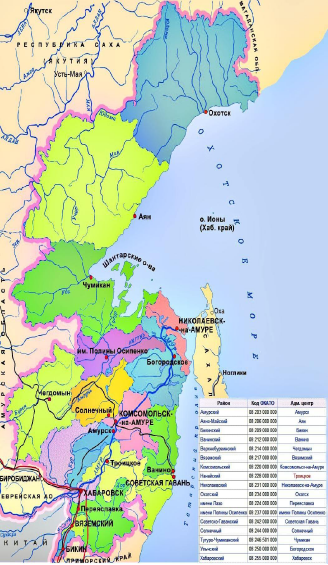 Якутск
РЕСПУБЛИКА САХА
(ЯКУТИЯ)
Усть-Мая
МАГАДАНСКАЯ ОБЛ.
Охотск
ОХОТСКОЕ МОРЕ
Аян
о. Ионы
(Хаб. край)
Шантарские о-ва
Чумикан
Оха
САХАЛИН
НИКОЛАЕВСК-
на-АМУРЕ
им. Полины Осипенко
Богородское
Ноглики
АМУРСКАЯ ОБЛАСТЬ
Чегдомын
Солнечный
КОМСОМОЛЬСК-
на-АМУРЕ
Амурск
Троицкое
Ванино
СОВЕТСКАЯ ГАВАНЬ
БИРОБИДЖАН
ЕВРЕЙСКАЯ АО
ХАБАРОВСК
Переяславка
ВЯЗЕМСКИЙ
КИТАЙ
БИКИН
ПРИМОРСКИЙ КРАЙ
Район Код ОКАТО Адм. центр
Амурский 08 203 000 000 Амурск
Аяно-Майский 08 206 000 000 Аян
Бикинский 08 209 000 000 Бикин
Ванинский 08 212 000 000 Ванино
Верхнебуреинский 08 214 000 000 Чегдомын
Вяземский 08 217 000 000 Вяземский
Комсомольский 08 220 000 000 Комсомольск-на-Амуре
Нанайский 08 228 000 000 Троицкое
Николаевский 08 231 000 000 Николаевск-на-Амуре
Охотский 08 234 000 000 Охотск
имени Лазо 08 224 000 000 Переяславка
имени Полины Осипенко 08 237 000 000 имени Полины Осипенко
Советско-Гаванский 08 242 000 000 Советская Гавань
Солнечный 08 244 000 000 Солнечный
Тугуро-Чумиканский 08 246 000 000 Чумикан
Ульчский 08 250 000 000 Богородское
Хабаровский 08 255 000 000 Хабаровск